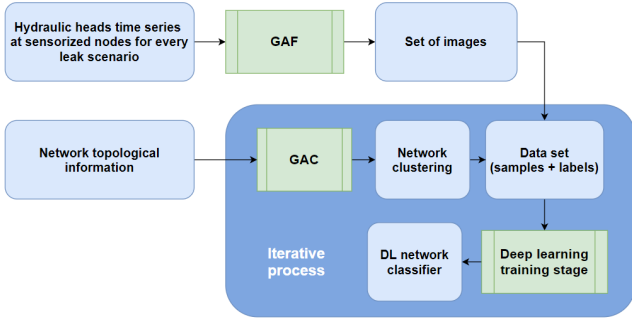 Hydraulic heads time series
at sensorized nodes for every
leak scenario
GAF
Set of images
Network topological
information
GAC
Network
clustering
Data set
(samples + labels)
Iterative
process
DL network
classifier
Deep learning
training stage